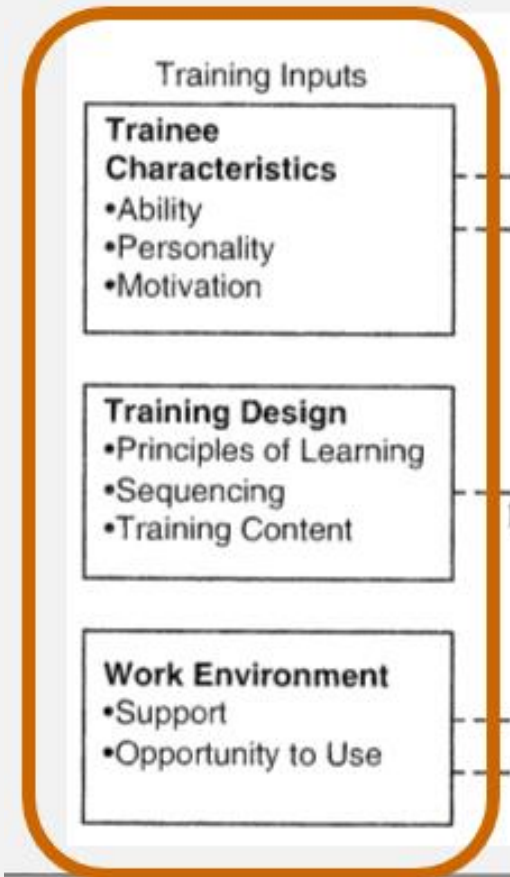 Training Inputs
Trainee
Characteristics
•Ability
•Personality
•Motivation
Training Design
•Principles of Learning
•Sequencing
•Training Content
Work Environment
•Support
•Opportunity to Use